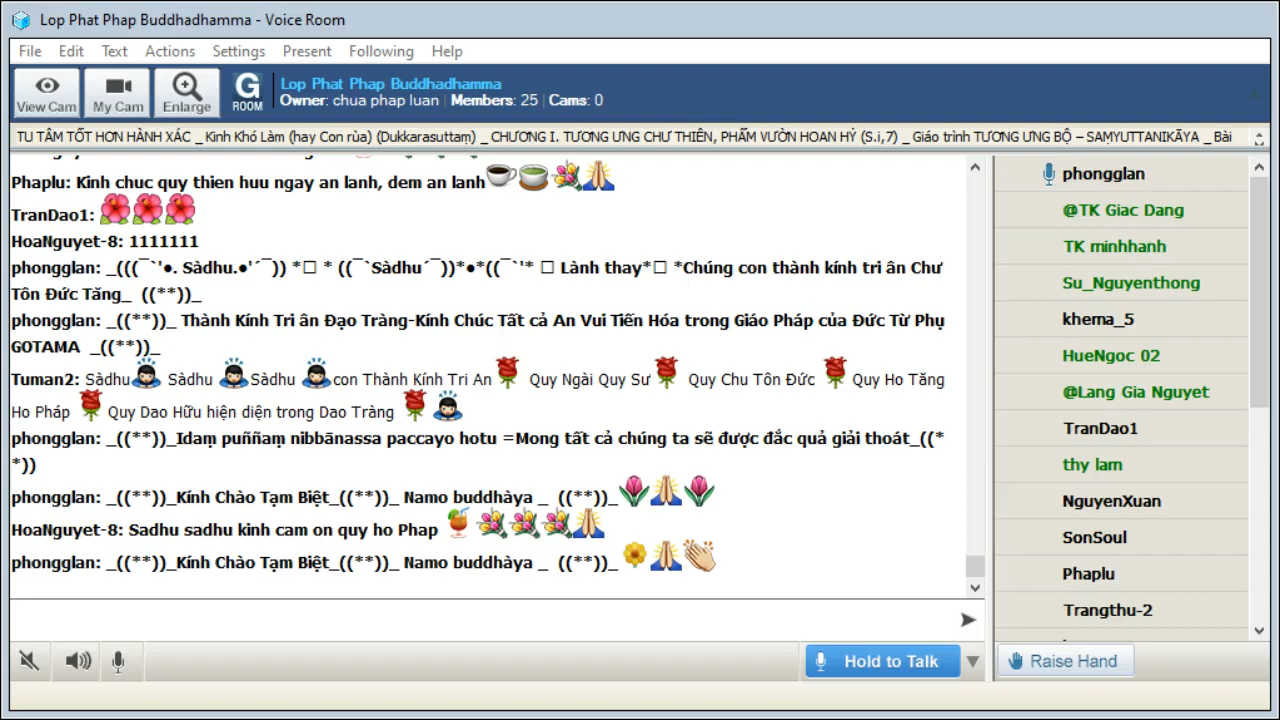 Lop Phat Phap Buddhadhamma - Voice Room
File Edit Text Actions Settings Present Following Help
View Cam My Cam Enlarge G ROOM
Lop Phat Phap Buddhadhamma
Owner: chua phap luan | Members: 25 | Cams: 0
TU TÂM TỐT HƠN HÀNH XÁC _ Kinh Khó Làm (hay Con rùa) (Dukkarasuttaṃ) _ CHƯƠNG I. TƯƠNG ƯNG CHƯ THIÊN, PHẨM VƯỜN HOAN HỶ (S.i,7) _ Giáo trình TƯƠNG ƯNG BỘ – SAṂYUTTANIKĀYA _ Bài
Phaplu: Kinh chuc quy thien huu ngay an lanh, dem an lanh
TranDao1:
HoaNguyet-8: 1111111
phongglan: _(((¯`'●. Sàdhu.●'´¯)) *□ * ((¯`Sàdhu´¯))*●*((¯`'* □ Lành thay*□ *Chúng con thành kính tri ân Chư
Tôn Đức Tăng_ ((**))_
phongglan: _((**))_ Thành Kính Tri ân Đạo Tràng-Kính Chúc Tất cả An Vui Tiến Hóa trong Giáo Pháp của Đức Từ Phụ
GOTAMA _((**))_
Tuman2: Sàdhu Sàdhu Sàdhu con Thành Kính Tri An Quy Ngài Quy Sư Quy Chu Tôn Đức Quy Ho Tăng
Ho Pháp Quy Dao Hữu hiện diện trong Dao Tràng
phongglan: _((**))_Idaṃ puññaṃ nibbānassa paccayo hotu =Mong tất cả chúng ta sẽ được đắc quả giải thoát_((*
*))
phongglan: _((**))_Kính Chào Tạm Biệt_((**))_ Namo buddhàya _ ((**))_
HoaNguyet-8: Sadhu sadhu kinh cam on quy ho Phap
phongglan: _((**))_Kính Chào Tạm Biệt_((**))_ Namo buddhàya _ ((**))_
Hold to Talk
phongglan
@TK Giac Dang
TK minhhanh
Su_Nguyenthong
khema_5
HueNgoc 02
@Lang Gia Nguyet
TranDao1
thy lam
NguyenXuan
SonSoul
Phaplu
Trangthu-2
Raise Hand